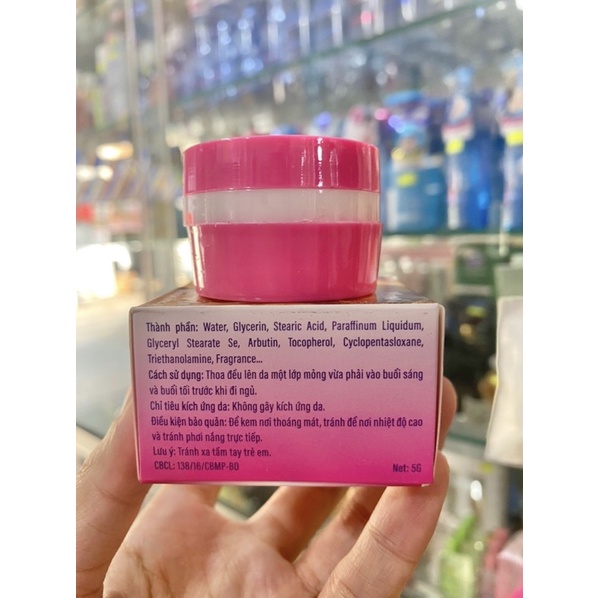 Thành phần: Water, Glycerin, Stearic Acid, Paraffinum Liquidum,
Glyceryl Stearate Se, Arbutin, Tocopherol, Cyclopentasloxane,
Triethanolamine, Fragrance...
Cách sử dụng: Thoa đều lên da một lớp mỏng vừa phải vào buổi sáng
và buổi tối trước khi đi ngủ.
Chỉ tiêu kích ứng da: Không gây kích ứng da.
Điều kiện bảo quản: Để kem nơi thoáng mát, tránh để nơi nhiệt độ cao
và tránh phơi nắng trực tiếp.
Lưu ý: Tránh xa tầm tay trẻ em.
CBCL: 138/16/CBMP-BD
Net: 5G